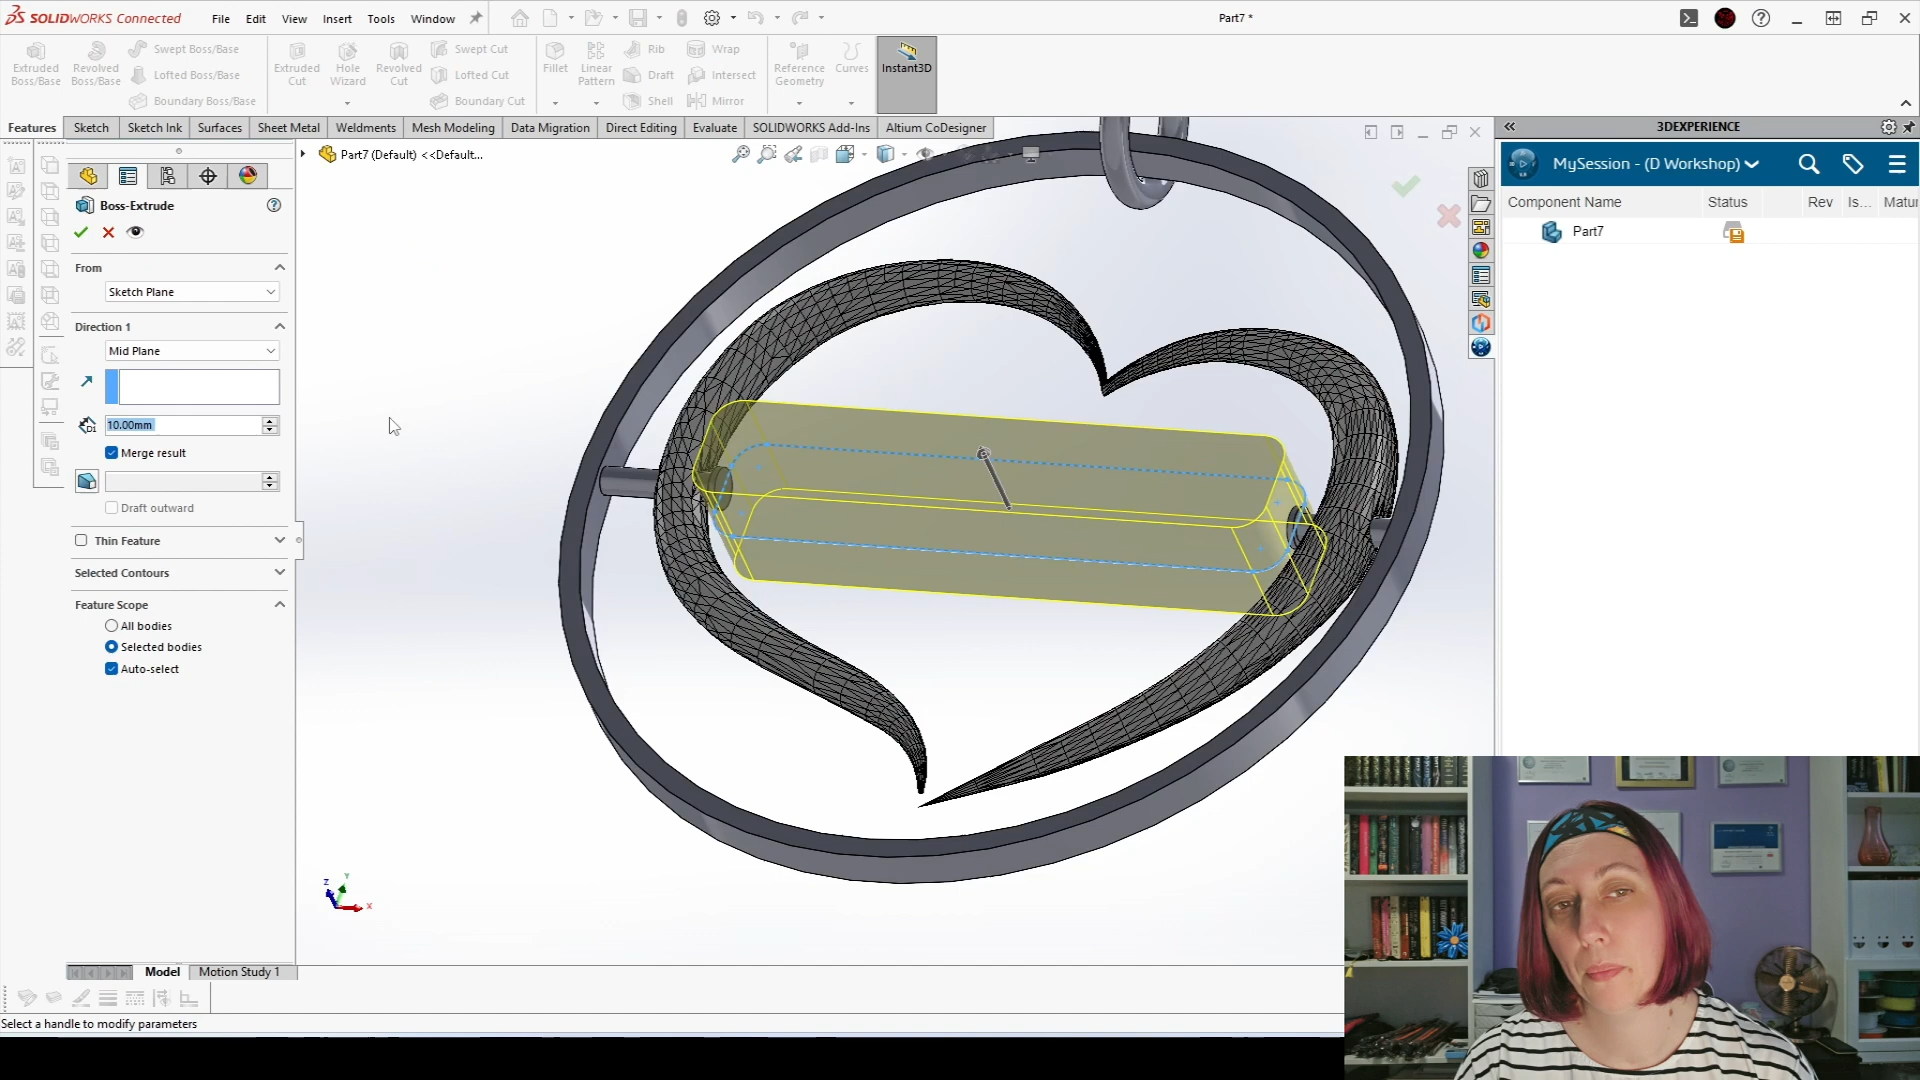 SOLIDWORKS Connected
File Edit View Insert Tools Window
Part7 *
Extruded Boss/Base
Revolved Boss/Base
Swept Boss/Base
Lofted Boss/Base
Boundary Boss/Base
Extruded Cut
Hole Wizard
Revolved Cut
Swept Cut
Lofted Cut
Boundary Cut
Fillet
Linear Pattern
Rib
Draft
Shell
Wrap
Intersect
Mirror
Reference Geometry
Curves
Instant3D
Features Sketch Sketch Ink Surfaces Sheet Metal Weldments Mesh Modeling Data Migration Direct Editing Evaluate SOLIDWORKS Add-Ins Altium CoDesigner
3DEXPERIENCE
Part7 (Default) <<Default...
MySession - (D Workshop)
Component Name Status Rev Is... Matur
Part7
Boss-Extrude
From
Sketch Plane
Direction 1
Mid Plane
D1
10.00mm
Merge result
Draft outward
Thin Feature
Selected Contours
Feature Scope
All bodies
Selected bodies
Auto-select
Z Y
X
Model Motion Study 1
Select a handle to modify parameters